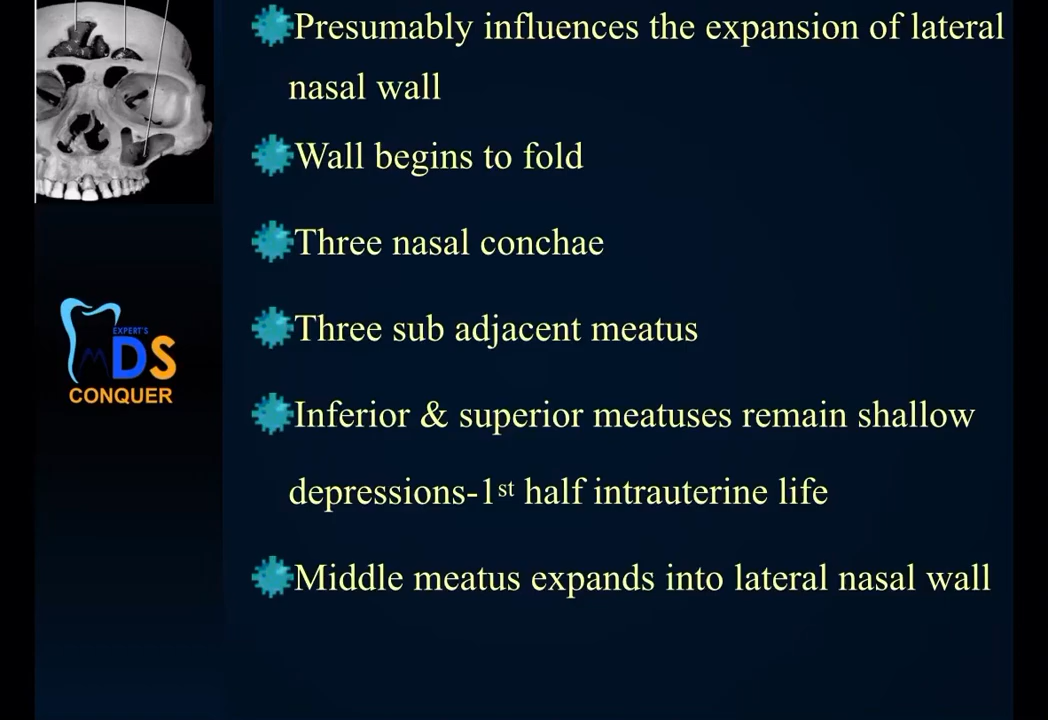 Presumably influences the expansion of lateral
nasal wall
Wall begins to fold
Three nasal conchae
Three sub adjacent meatus
Inferior & superior meatuses remain shallow
depressions-1st half intrauterine life
Middle meatus expands into lateral nasal wall
EXPERT'S
MDS
CONQUER